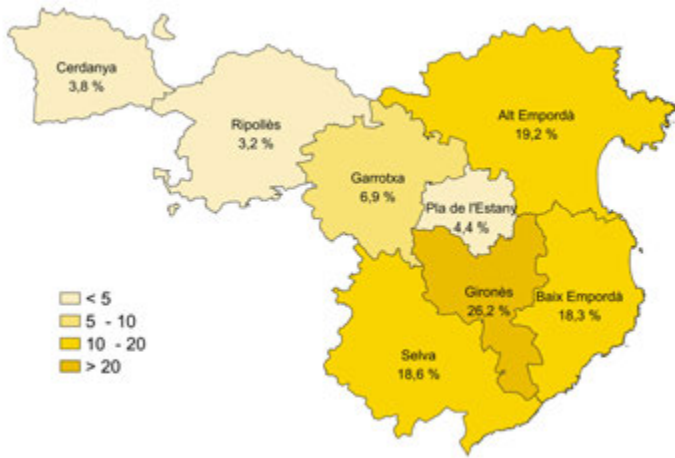 Cerdanya
3,8 %
Ripollès
3,2 %
Alt Empordà
19,2 %
Garrotxa
6,9 %
Pla de l'Estany
4,4 %
Gironès
26,2 %
Baix Empordà
18,3 %
Selva
18,6 %
< 5
5 - 10
10 - 20
> 20